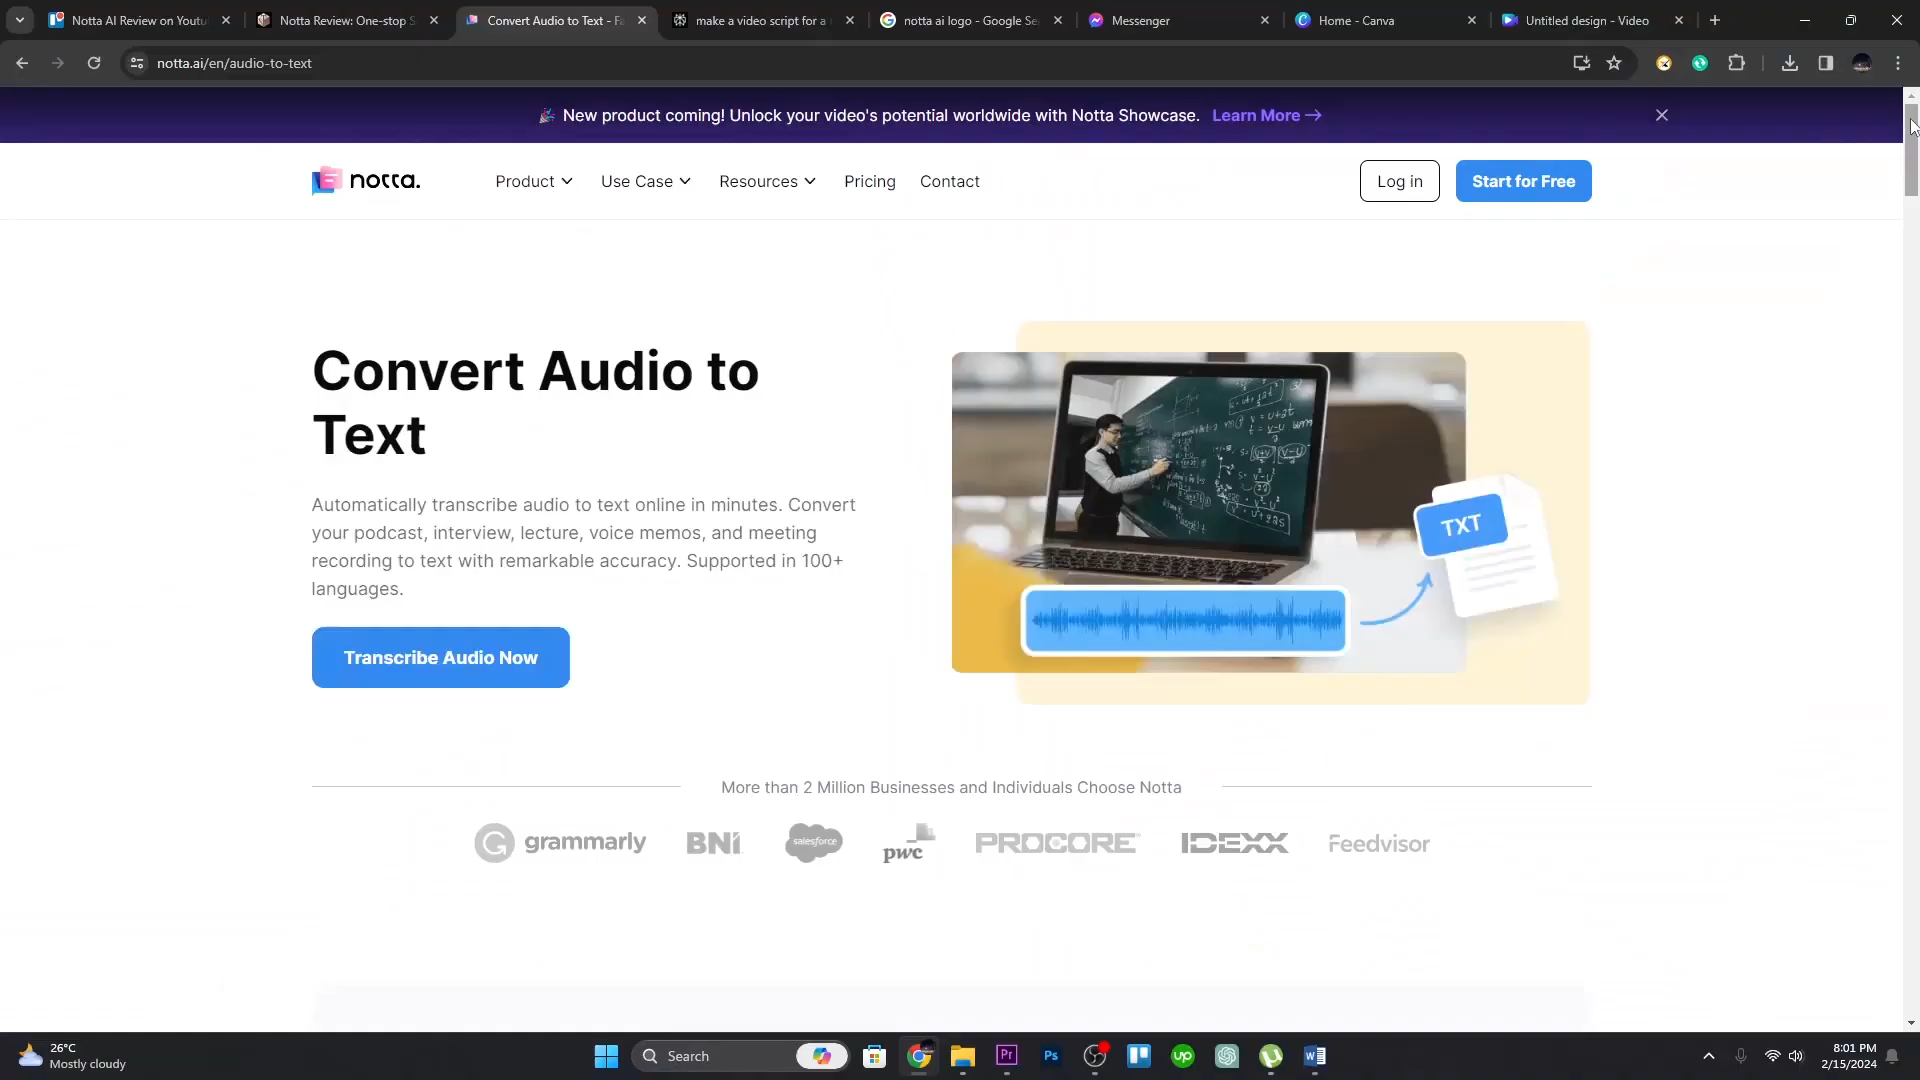 Notta AI Review on Youtu
Notta Review: One-stop S
Convert Audio to Text - Fa
make a video script for a
notta ai logo - Google Se
Messenger
Home - Canva
Untitled design - Video
notta.ai/en/audio-to-text
New product coming! Unlock your video's potential worldwide with Notta Showcase. Learn More →
notta.
Product
Use Case
Resources
Pricing
Contact
Log in
Start for Free
Convert Audio to
Text
Automatically transcribe audio to text online in minutes. Convert
your podcast, interview, lecture, voice memos, and meeting
recording to text with remarkable accuracy. Supported in 100+
languages.
Transcribe Audio Now
TXT
More than 2 Million Businesses and Individuals Choose Notta
grammarly
BNI
salesforce
pwc
PROCORE
IDEXX
Feedvisor
26°C
Mostly cloudy
Search
Pr
Ps
up
W
8:01 PM
2/15/2024